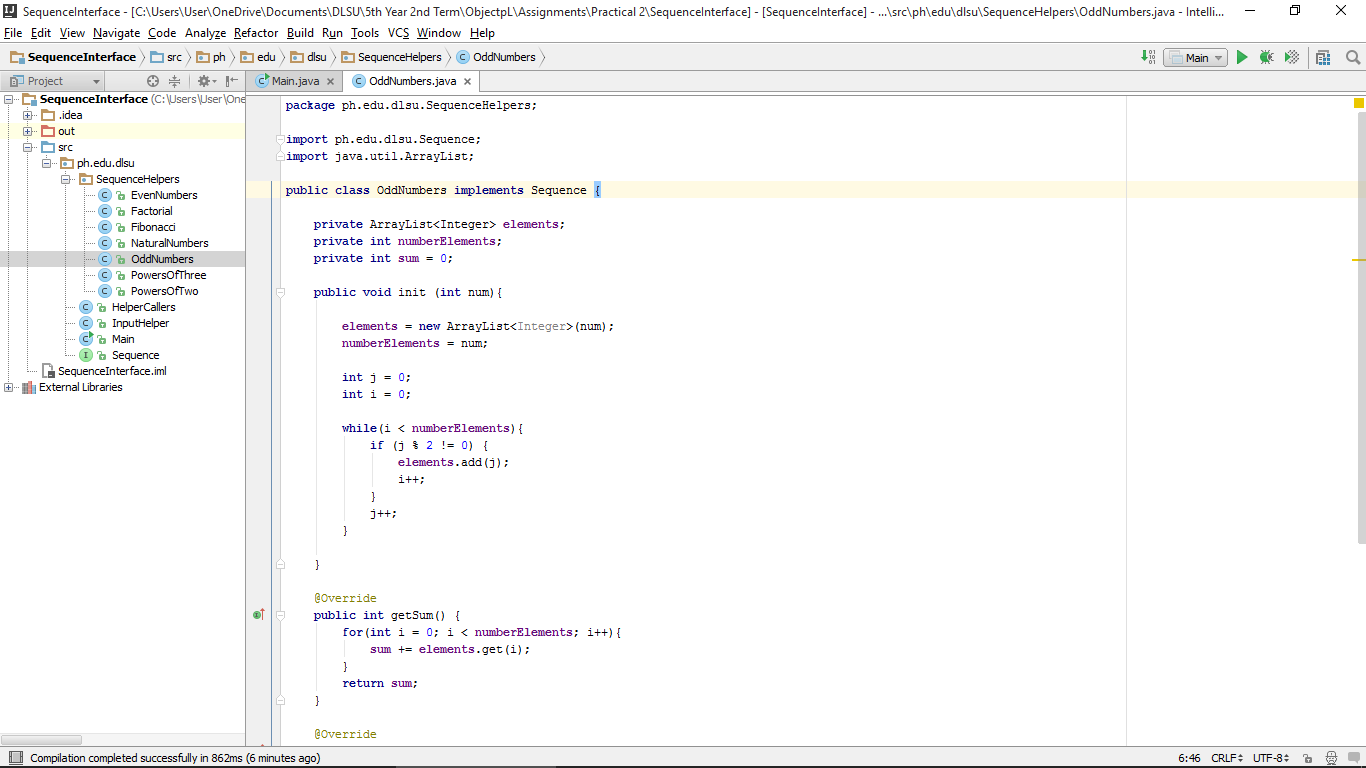 SequenceInterface - [C:\Users\User\OneDrive\Documents\DLSU\5th Year 2nd Term\ObjectpL\Assignments\Practical 2\SequenceInterface] - [SequenceInterface] - ...\src\ph\edu\dlsu\SequenceHelpers\OddNumbers.java - Intelli...
File Edit View Navigate Code Analyze Refactor Build Run Tools VCS Window Help
SequenceInterface src ph edu dlsu SequenceHelpers OddNumbers Main
Project Main.java OddNumbers.java
SequenceInterface (C:\Users\User\One
.idea
out
src
ph.edu.dlsu
SequenceHelpers
EvenNumbers
Factorial
Fibonacci
NaturalNumbers
OddNumbers
PowersOfThree
PowersOfTwo
HelperCallers
InputHelper
Main
Sequence
SequenceInterface.iml
External Libraries
package ph.edu.dlsu.SequenceHelpers;
import ph.edu.dlsu.Sequence;
import java.util.ArrayList;
public class OddNumbers implements Sequence {
private ArrayList<Integer> elements;
private int numberElements;
private int sum = 0;
public void init (int num){
elements = new ArrayList<Integer>(num);
numberElements = num;
int j = 0;
int i = 0;
while(i < numberElements){
if (j % 2 != 0) {
elements.add(j);
i++;
}
j++;
}
}
@Override
public int getSum() {
for(int i = 0; i < numberElements; i++){
sum += elements.get(i);
}
return sum;
}
@Override
Compilation completed successfully in 862ms (6 minutes ago) 6:46 CRLF UTF-8